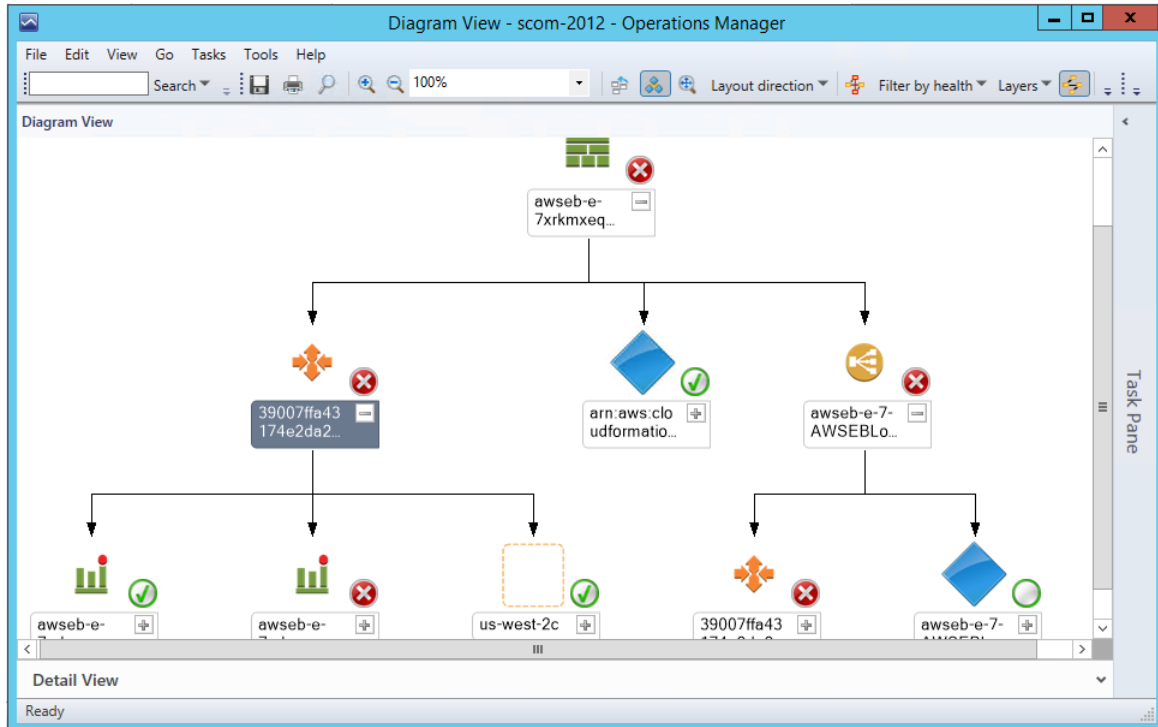 Diagram View - scom-2012 - Operations Manager
File Edit View Go Tasks Tools Help
Search 100% Layout direction Filter by health Layers
Diagram View
awseb-e-
7xrkmxeq...
39007ffa43
174e2da2...
arn:aws:clo
udformatio...
awseb-e-7-
AWSEBLo...
Task Pane
awseb-e-
awseb-e-
us-west-2c
39007ffa43
awseb-e-7-
Detail View
Ready